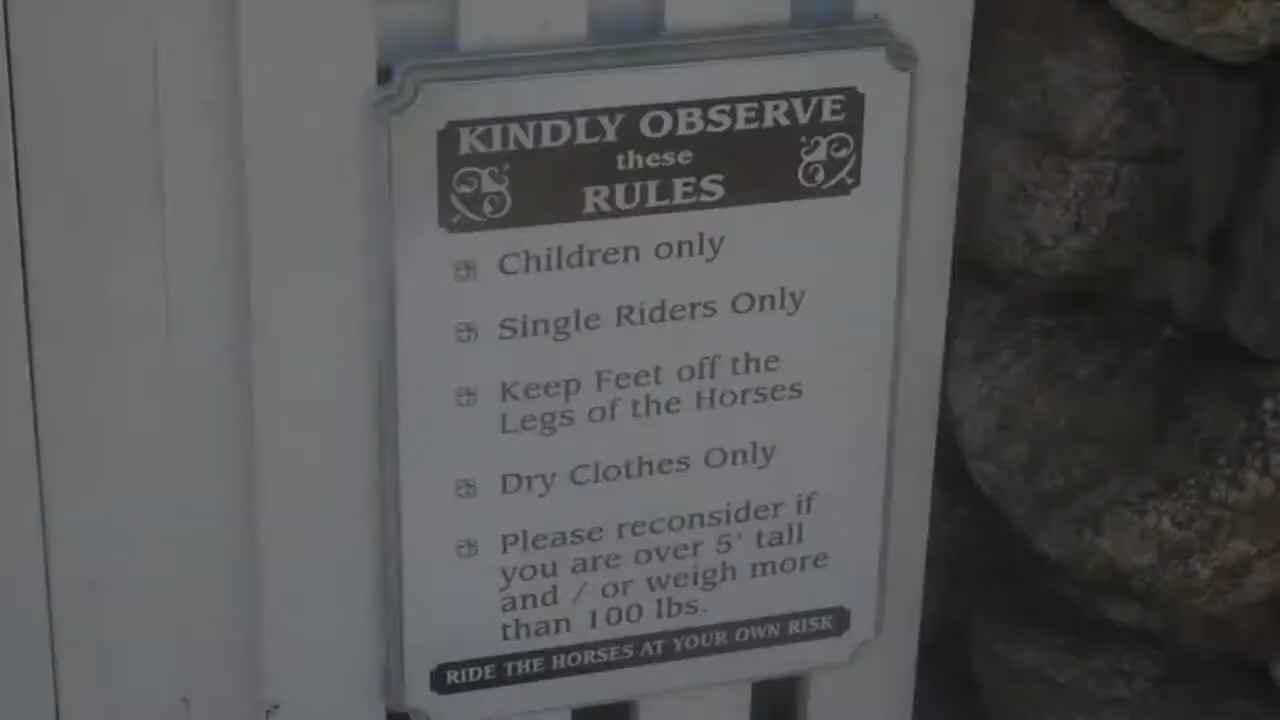 KINDLY OBSERVE
these
RULES
Children only
Single Riders Only
Keep Feet off the
Legs of the Horses
Dry Clothes Only
Please reconsider if
you are over 5' tall
and / or weigh more
than 100 lbs.
RIDE THE HORSES AT YOUR OWN RISK